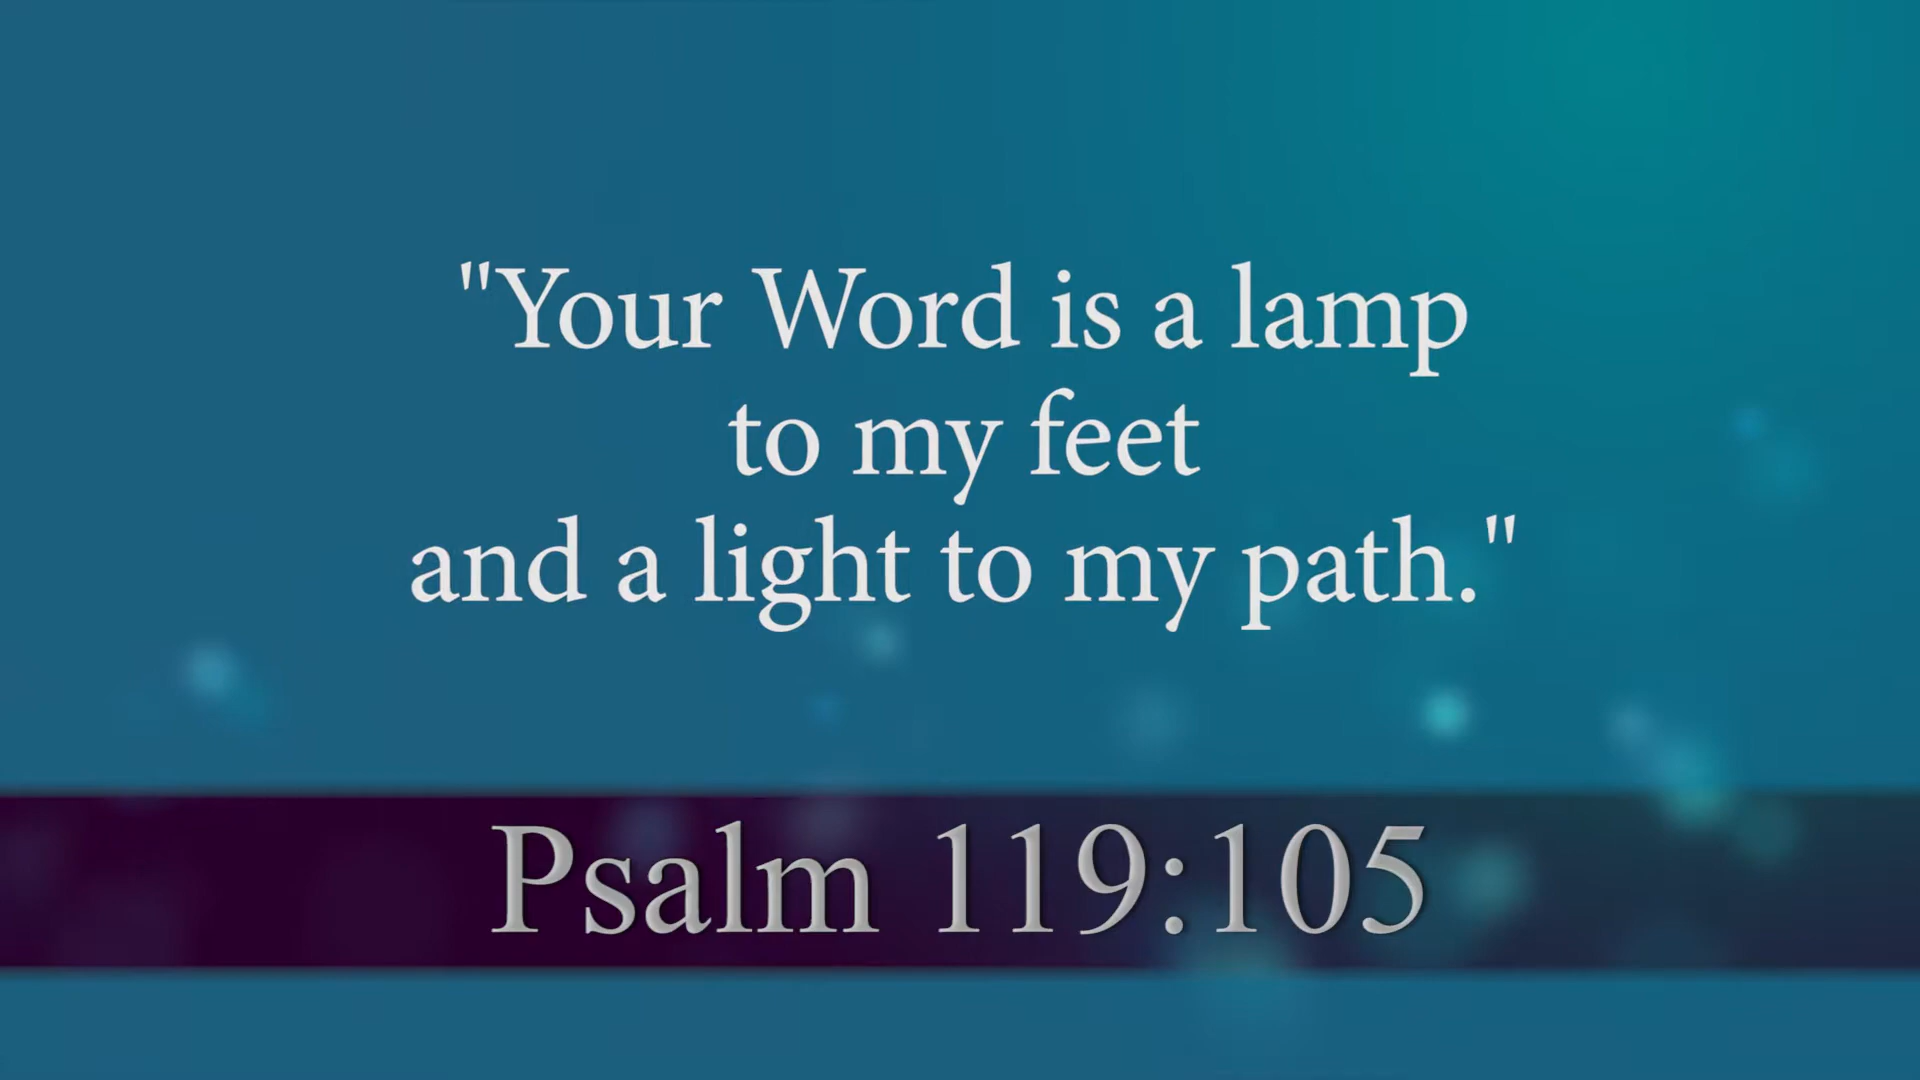 "Your Word is a lamp
to my feet
and a light to my path."
Psalm 119:105